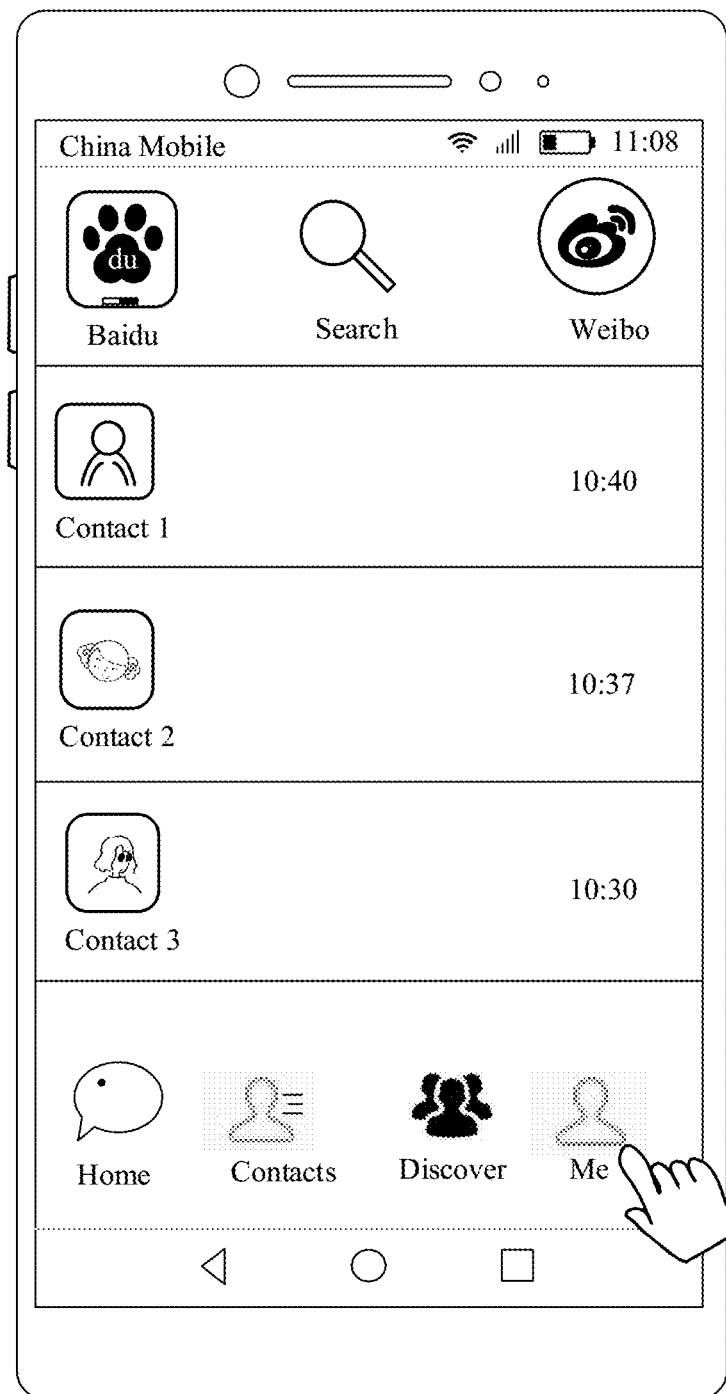 China Mobile 11:08
du
Baidu Search Weibo
10:40
Contact 1
10:37
Contact 2
10:30
Contact 3
Home Contacts Discover Me